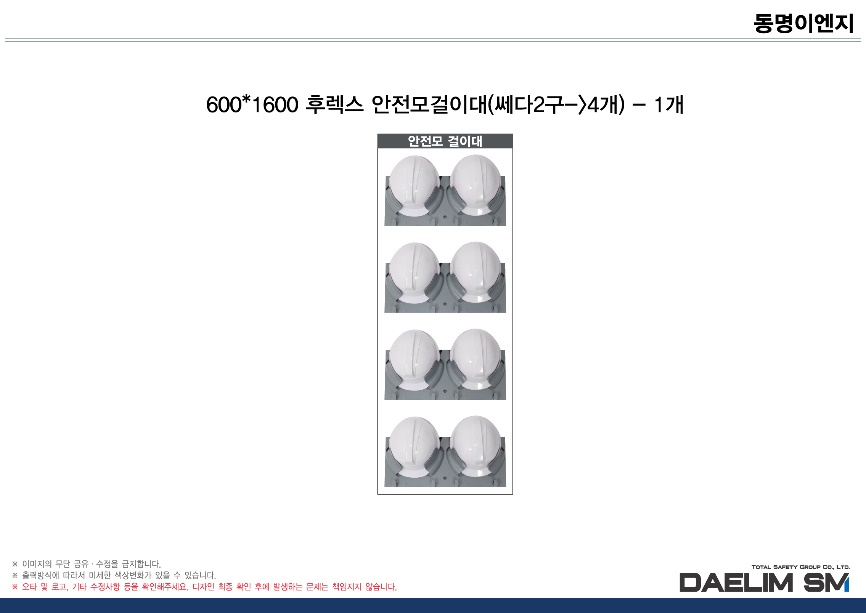 동명이엔지
600*1600 후렉스 안전모걸이대(쎄다2구->4개) - 1개
안전모 걸이대
※ 이미지의 무단 공유·수정을 금지합니다.
※ 출력방식에 따라서 미세한 색상변화가 있을 수 있습니다.
※ 오타 및 로고, 기타 수정사항 등을 확인해주세요. 디자인 최종 확인 후에 발생하는 문제는 책임지지 않습니다.
TOTAL SAFETY GROUP CO., LTD.
DAELIM SM